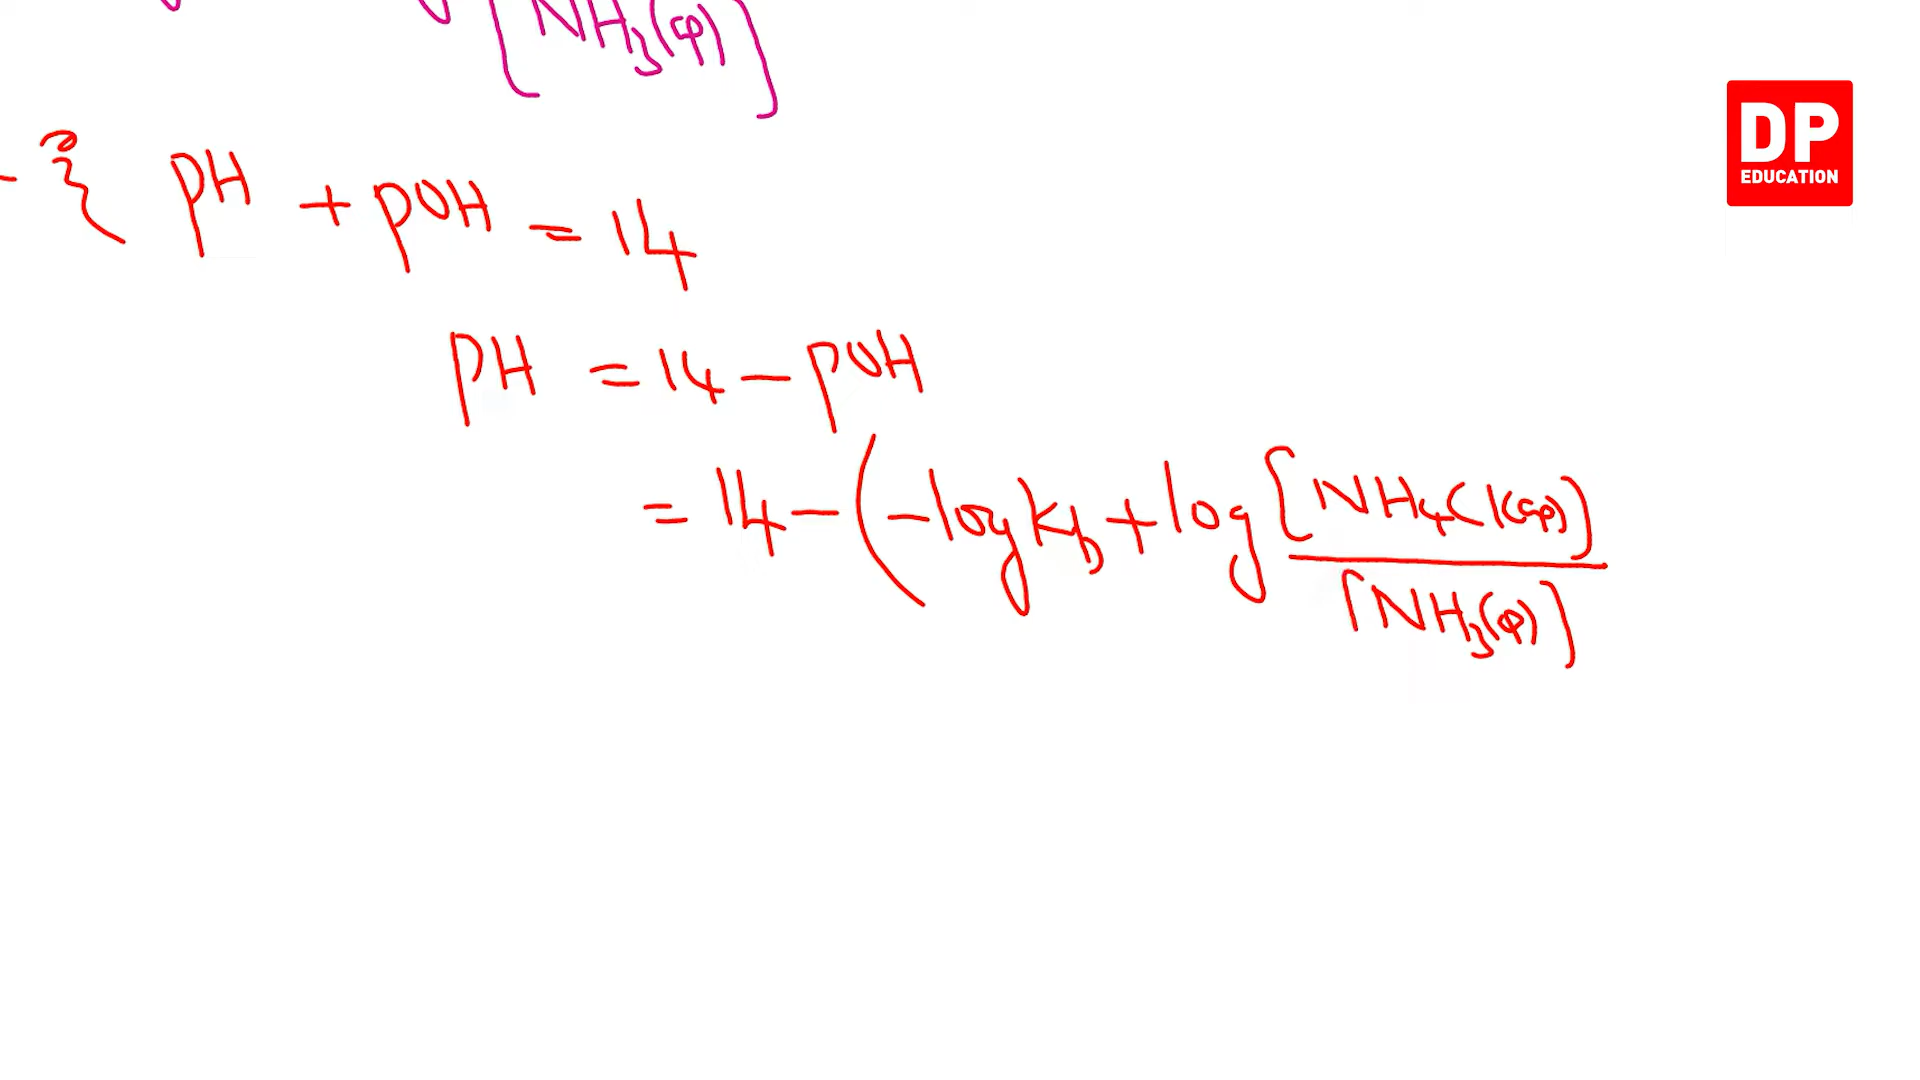 [NH₃(aq)]
pH + pOH = 14
pH = 14 - pOH
= 14 - (-log Kb + log [NH₄Cl(aq)]
[NH₃(aq)]
DP
EDUCATION